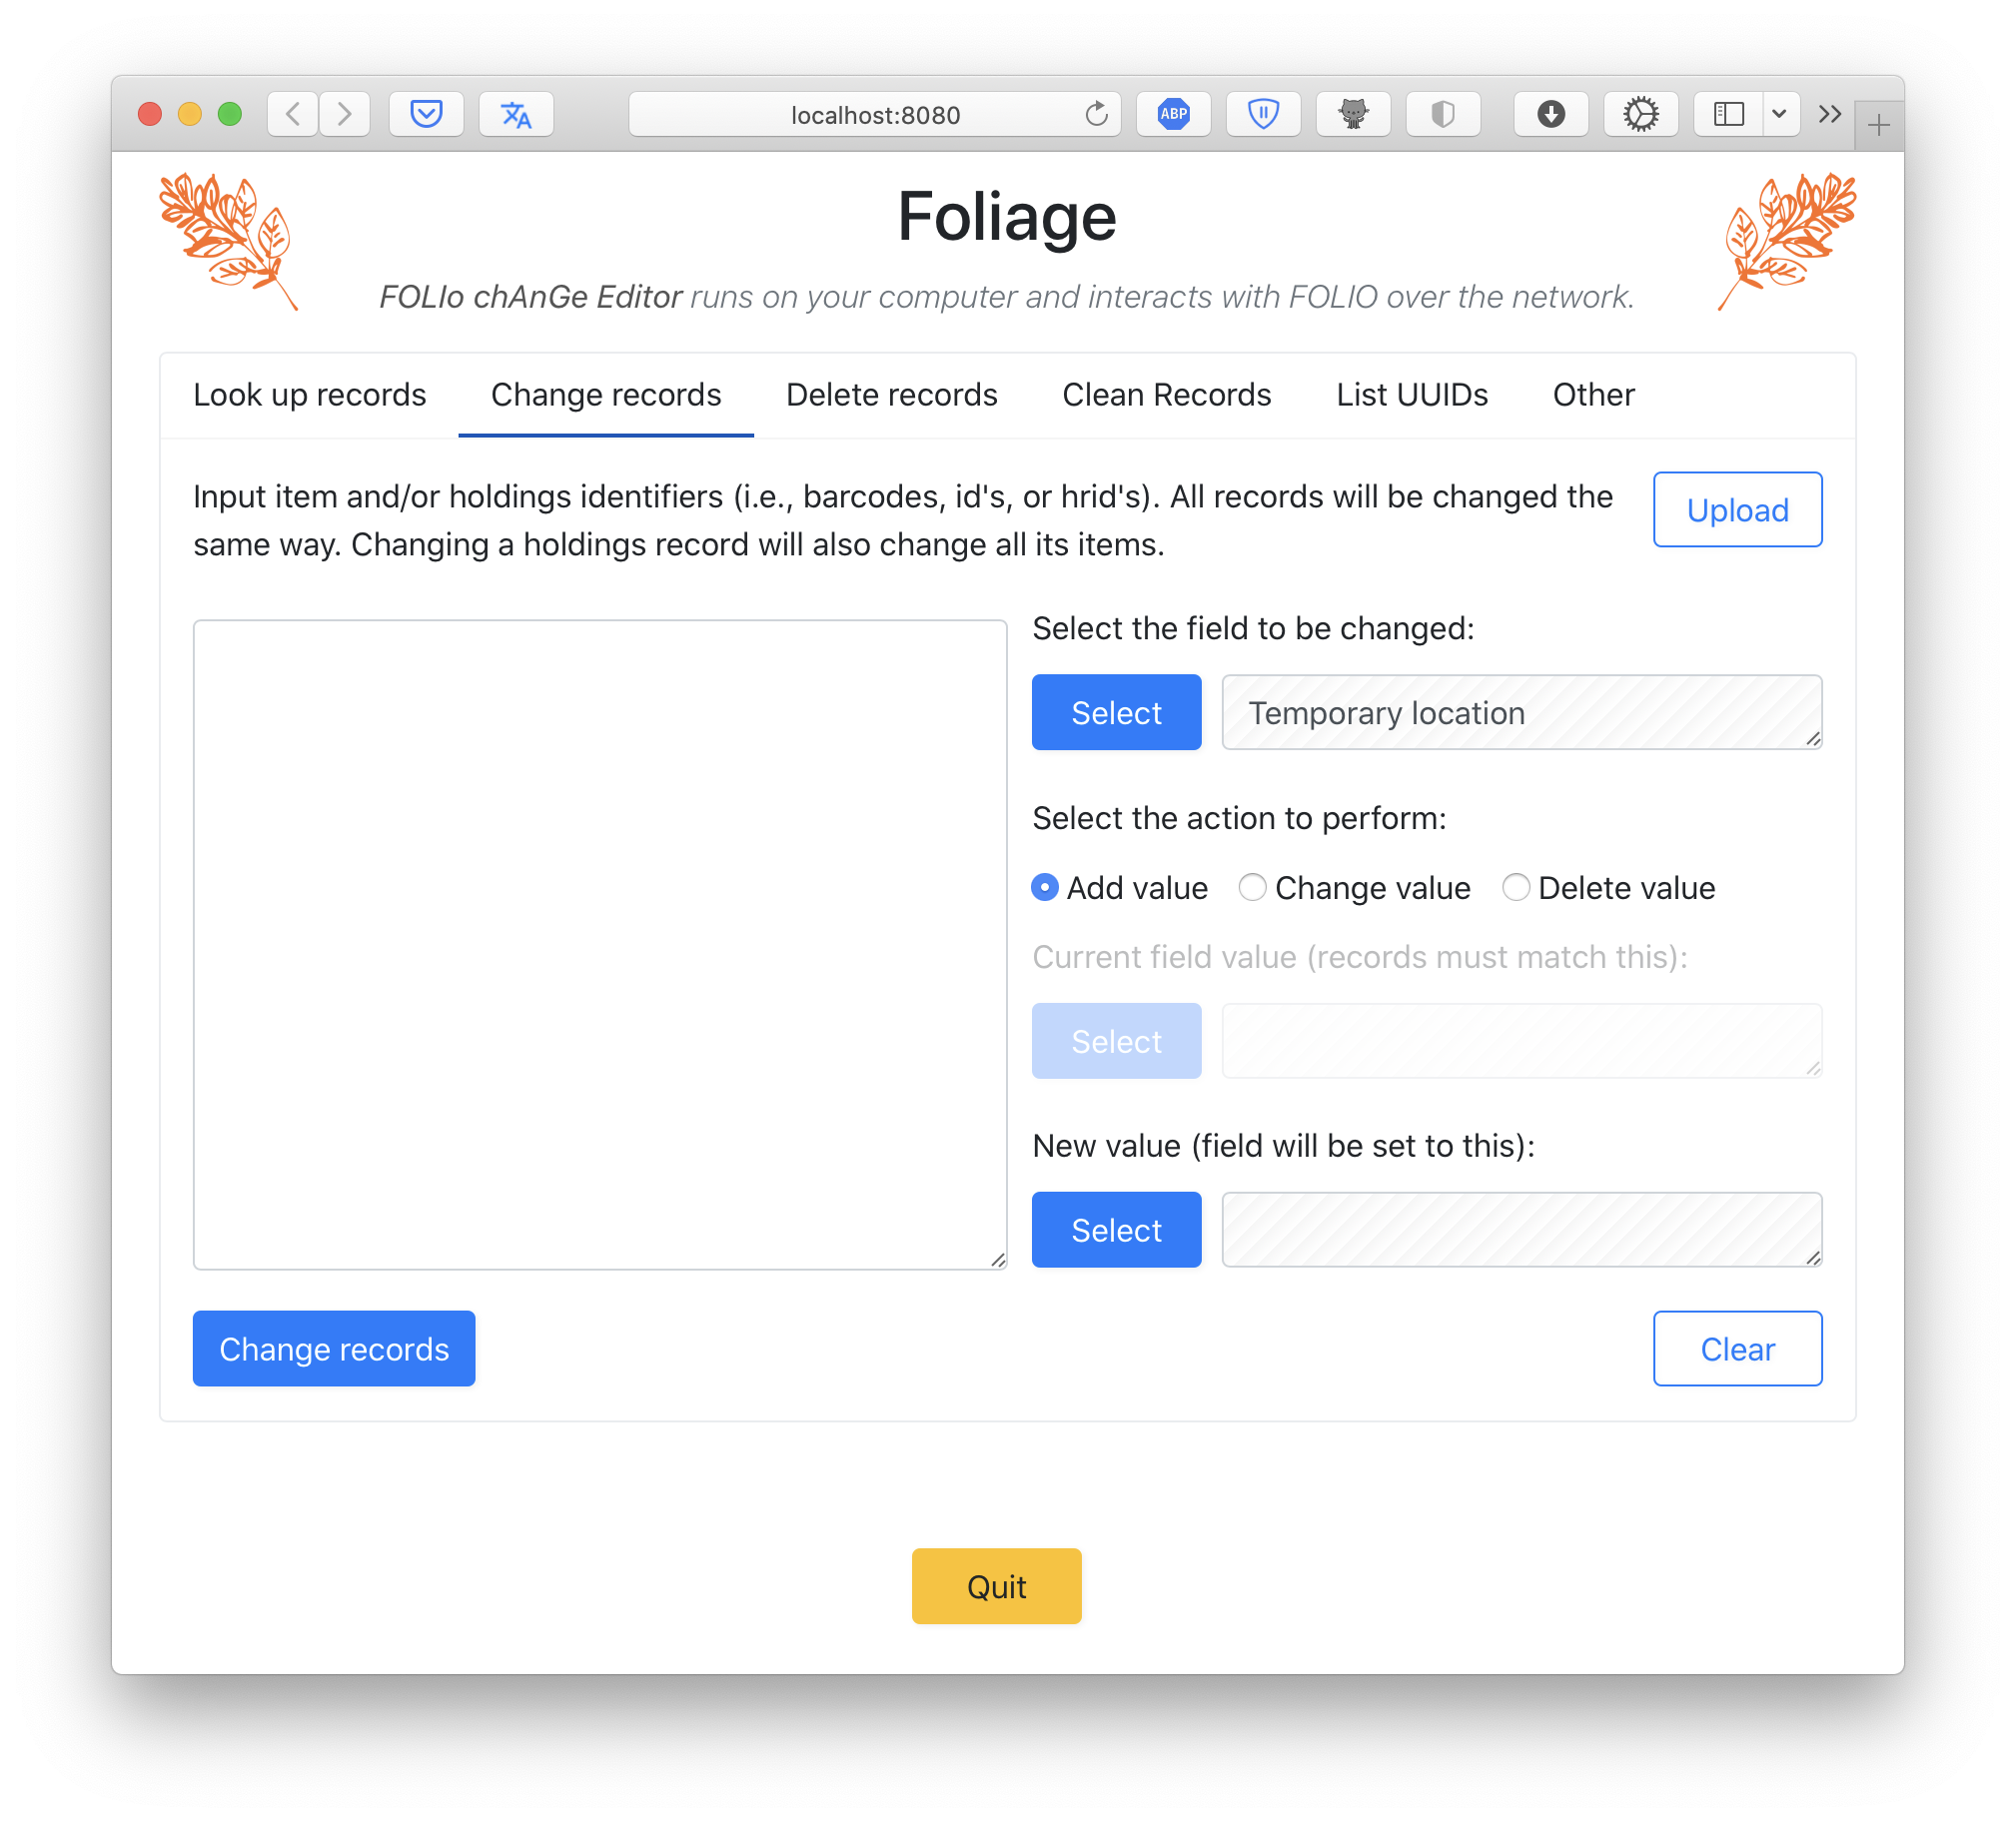 localhost:8080
ABP
Foliage
FOLIo chAnGe Editor runs on your computer and interacts with FOLIO over the network.
Look up records Change records Delete records Clean Records List UUIDs Other
Input item and/or holdings identifiers (i.e., barcodes, id's, or hrid's). All records will be changed the
same way. Changing a holdings record will also change all its items.
Upload
Select the field to be changed:
Select Temporary location
Select the action to perform:
Add value Change value Delete value
Current field value (records must match this):
Select
New value (field will be set to this):
Select
Change records Clear
Quit